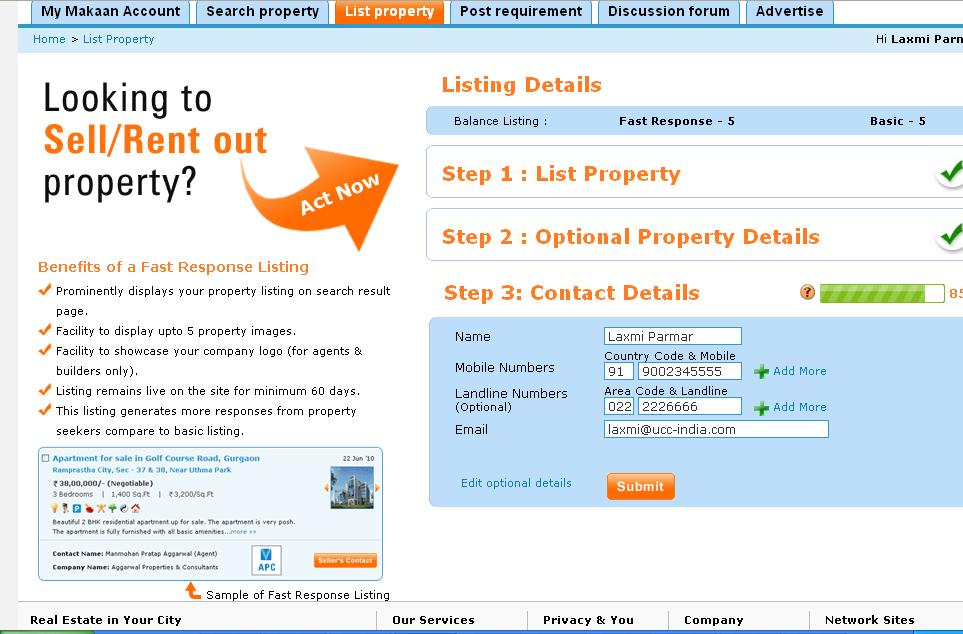 My Makaan Account Search property List property Post requirement Discussion forum Advertise
Home > List Property
Hi Laxmi Parm
Looking to
Sell/Rent out
property?
Act Now
Benefits of a Fast Response Listing
Prominently displays your property listing on search result
page.
Facility to display upto 5 property images.
Facility to showcase your company logo (for agents &
builders only).
Listing remains live on the site for minimum 60 days.
This listing generates more responses from property
seekers compare to basic listing.
Apartment for sale in Golf Course Road, Gurgaon 22 Jun '10
Ramprastha City, Sec - 37 & 38, Near Uthma Park
₹ 38,00,000/- (Negotiable)
3 Bedrooms | 1,400 Sq.Ft | ₹3,200/Sq.Ft
P
Beautiful 2 BHK residential apartment up for sale. The apartment is very posh.
The apartment is fully furnished with all basic amenities...more »»
Contact Name: Manmohan Pratap Aggarwal (Agent)
Company Name: Aggarwal Properties & Consultants
APC
Seller's Contact
Sample of Fast Response Listing
Listing Details
Balance Listing : Fast Response - 5 Basic - 5
Step 1 : List Property
Step 2 : Optional Property Details
Step 3: Contact Details ? 85
Name Laxmi Parmar
Country Code & Mobile
Mobile Numbers 91 9002345555 Add More
Area Code & Landline
Landline Numbers
(Optional) 022 2226666 Add More
Email laxmi@ucc-india.com
Edit optional details Submit
Real Estate in Your City Our Services Privacy & You Company Network Sites